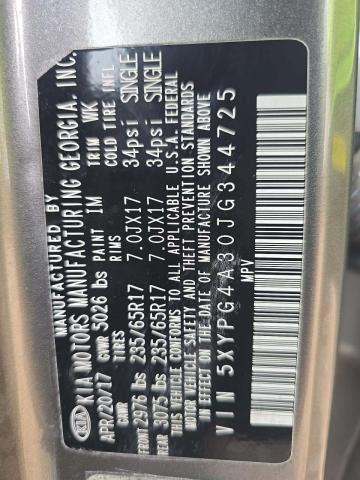 MANUFACTURED BY
KIA KIA MOTORS MANUFACTURING GEORGIA, INC.
APR/20/17 PAINT IM TRIM WK
GVWR 5026 lbs
GAWR TIRES RIMS COLD TIRE INFL
FRONT 2976 lbs 235/65R17 7.0JX17 34psi SINGLE
REAR 3075 lbs 235/65R17 7.0JX17 34psi SINGLE
THIS VEHICLE CONFORMS TO ALL APPLICABLE U.S.A. FEDERAL
MOTOR VEHICLE SAFETY AND THEFT PREVENTION STANDARDS
IN EFFECT ON THE DATE OF MANUFACTURE SHOWN ABOVE
VIN 5XYPG4A30JG344725
MPV